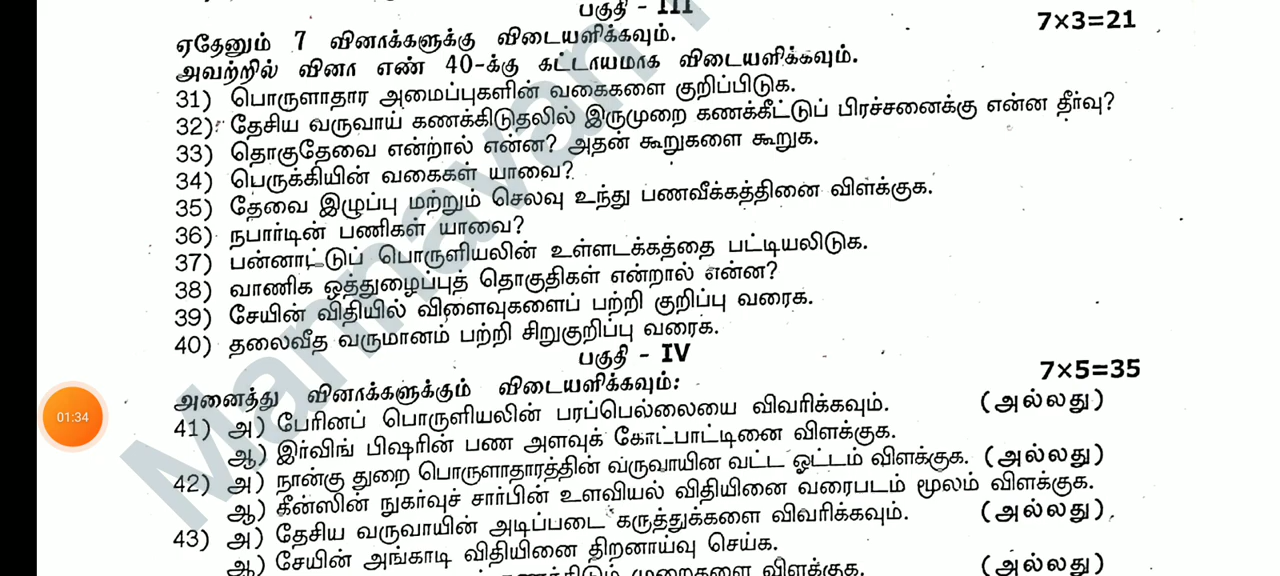 பகுதி - III
7×3=21
ஏதேனும் 7 வினாக்களுக்கு விடையளிக்கவும்.
அவற்றில் வினா எண் 40-க்கு கட்டாயமாக விடையளிக்கவும்.
31) பொருளாதார அமைப்புகளின் வகைகளை குறிப்பிடுக.
32) தேசிய வருவாய் கணக்கிடுதலில் இருமுறை கணக்கீட்டுப் பிரச்சனைக்கு என்ன தீர்வு?
33) தொகுதேவை என்றால் என்ன? அதன் கூறுகளை கூறுக.
34) பெருக்கியின் வகைகள் யாவை?
35) தேவை இழுப்பு மற்றும் செலவு உந்து பணவீக்கத்தினை விளக்குக.
36) நபார்டின் பணிகள் யாவை?
37) பன்னாட்டுப் பொருளியலின் உள்ளடக்கத்தை பட்டியலிடுக.
38) வாணிக ஒத்துழைப்புத் தொகுதிகள் என்றால் என்ன?
39) சேயின் விதியில் விளைவுகளைப் பற்றி குறிப்பு வரைக.
40) தலைவீத வருமானம் பற்றி சிறுகுறிப்பு வரைக.
பகுதி - IV
7×5=35
அனைத்து வினாக்களுக்கும் விடையளிக்கவும்:
41) அ) பேரினப் பொருளியலின் பரப்பெல்லையை விவரிக்கவும். (அல்லது)
ஆ) இர்விங் பிஷரின் பண அளவுக் கோட்பாட்டினை விளக்குக.
42) அ) நான்கு துறை பொருளாதாரத்தின் வருவாயின வட்ட ஓட்டம் விளக்குக. (அல்லது)
ஆ) கீன்ஸின் நுகர்வுச் சார்பின் உளவியல் விதியினை வரைபடம் மூலம் விளக்குக.
43) அ) தேசிய வருவாயின் அடிப்படை கருத்துக்களை விவரிக்கவும். (அல்லது)
ஆ) சேயின் அங்காடி விதியினை திறனாய்வு செய்க.
முறைகளை விளக்குக. (அல்லது)
01:34
Mannavan